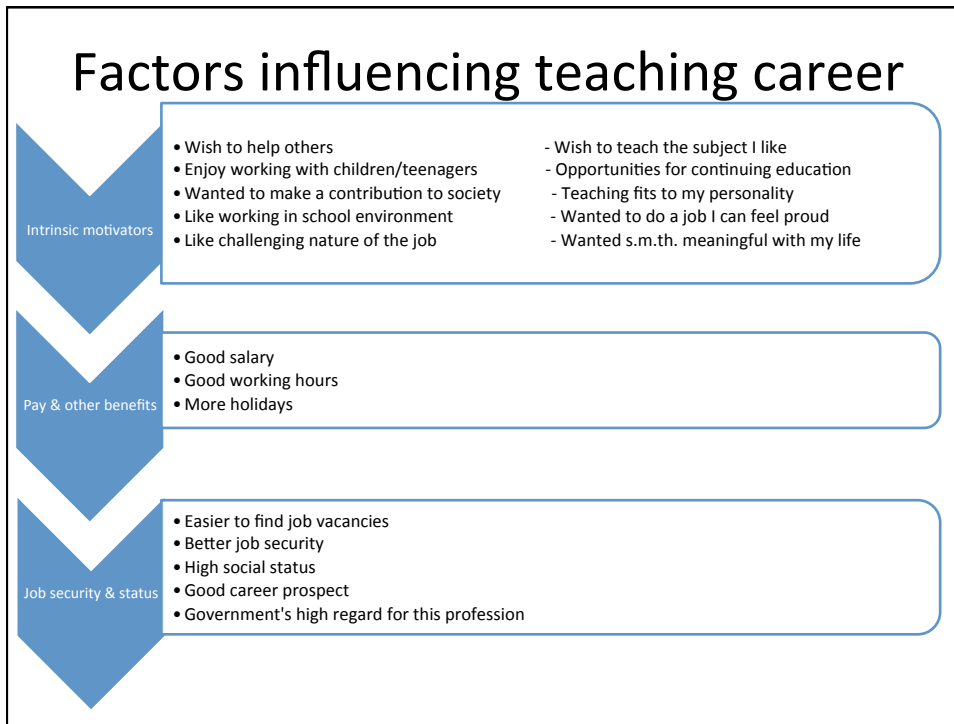 Factors influencing teaching career
Intrinsic motivators
• Wish to help others
• Enjoy working with children/teenagers
• Wanted to make a contribution to society
• Like working in school environment
• Like challenging nature of the job
- Wish to teach the subject I like
- Opportunities for continuing education
- Teaching fits to my personality
- Wanted to do a job I can feel proud
- Wanted s.m.th. meaningful with my life
Pay & other benefits
• Good salary
• Good working hours
• More holidays
Job security & status
• Easier to find job vacancies
• Better job security
• High social status
• Good career prospect
• Government's high regard for this profession